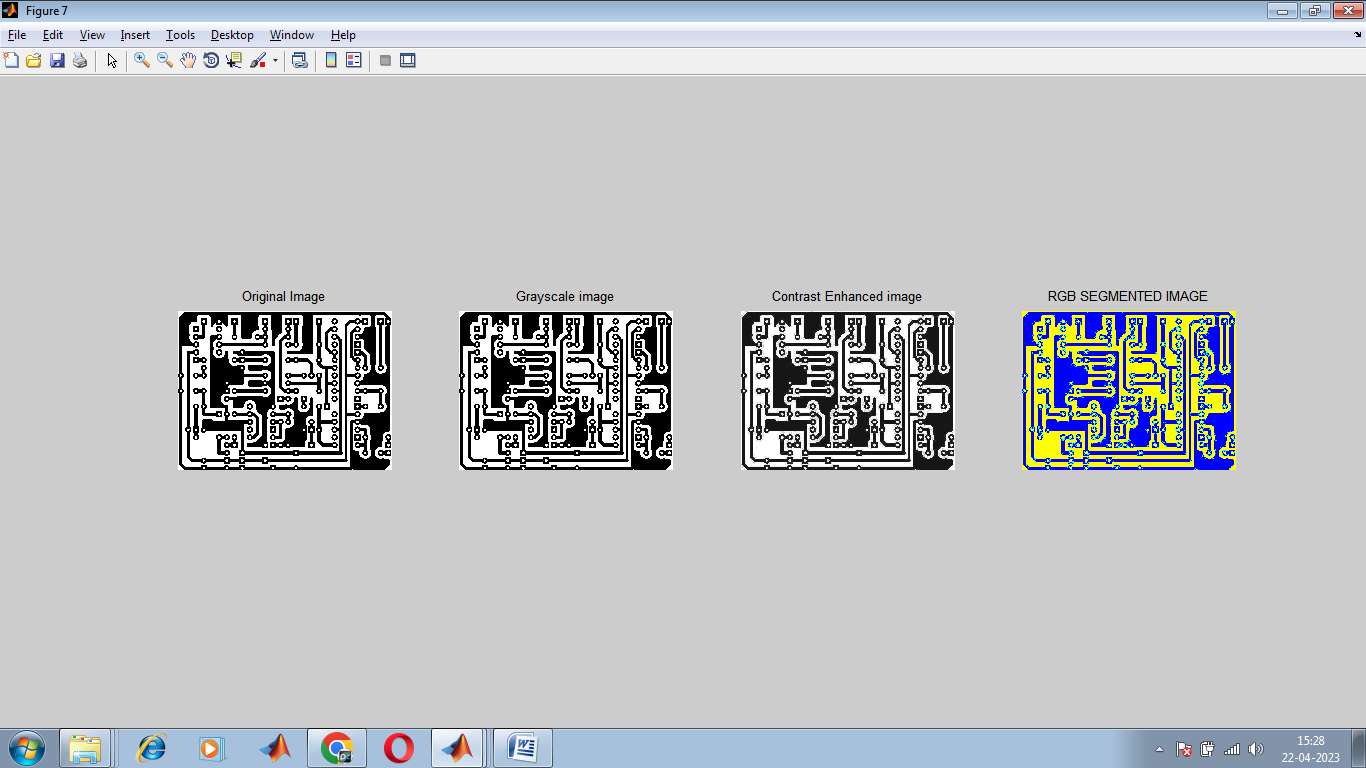 Figure 7
File Edit View Insert Tools Desktop Window Help
Original Image
Grayscale image
Contrast Enhanced image
RGB SEGMENTED IMAGE
15:28
22-04-2023